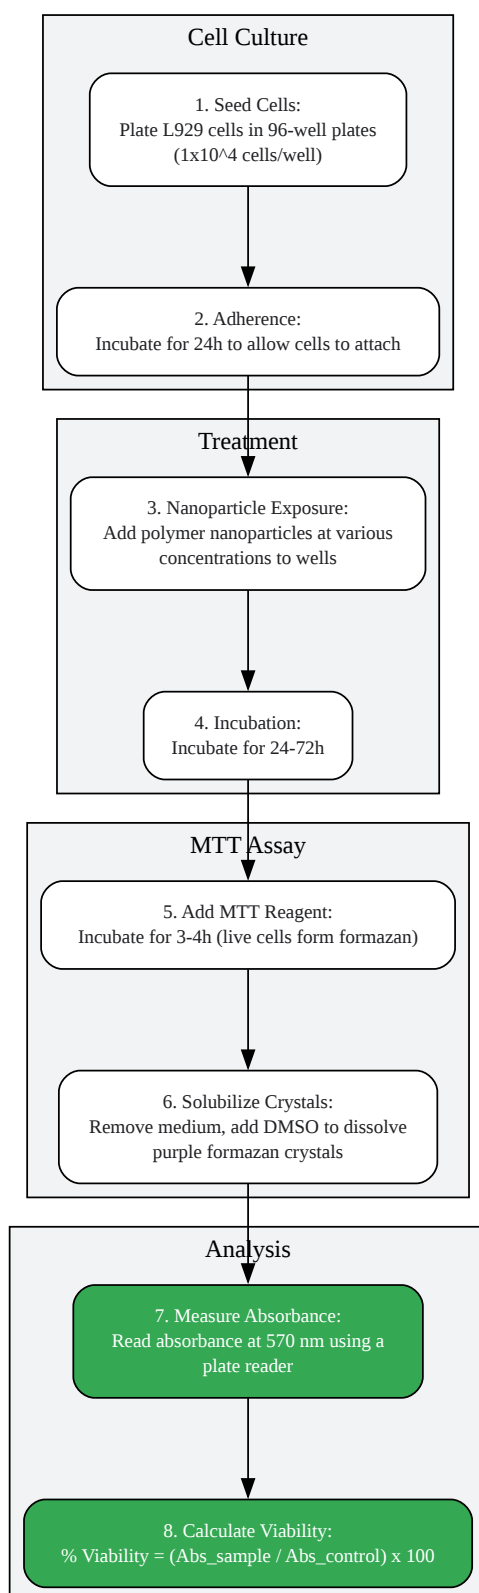 Cell Culture
1. Seed Cells:
Plate L929 cells in 96-well plates
(1x10^4 cells/well)
2. Adherence:
Incubate for 24h to allow cells to attach
Treatment
3. Nanoparticle Exposure:
Add polymer nanoparticles at various
concentrations to wells
4. Incubation:
Incubate for 24-72h
MTT Assay
5. Add MTT Reagent:
Incubate for 3-4h (live cells form formazan)
6. Solubilize Crystals:
Remove medium, add DMSO to dissolve
purple formazan crystals
Analysis
7. Measure Absorbance:
Read absorbance at 570 nm using a
plate reader
8. Calculate Viability:
% Viability = (Abs_sample / Abs_control) x 100